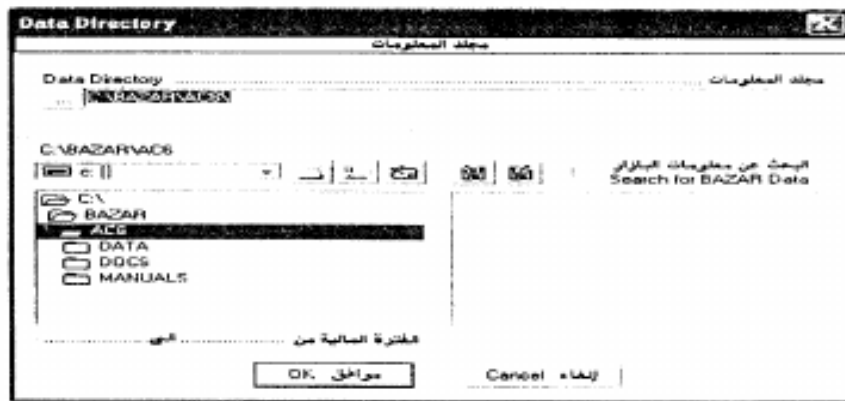 Data Directory
مجلد المعلومات
Data Directory ........ مجلد المعلومات
... C:\BAZAR\AC6\
C:\BAZAR\AC6
c: []
البحث عن معلومات البازار
Search for BAZAR Data
C:\
BAZAR
AC6
DATA
DOCS
MANUALS
الفترة المالية من ........ الى ........
OK موافق
Cancel إلغاء